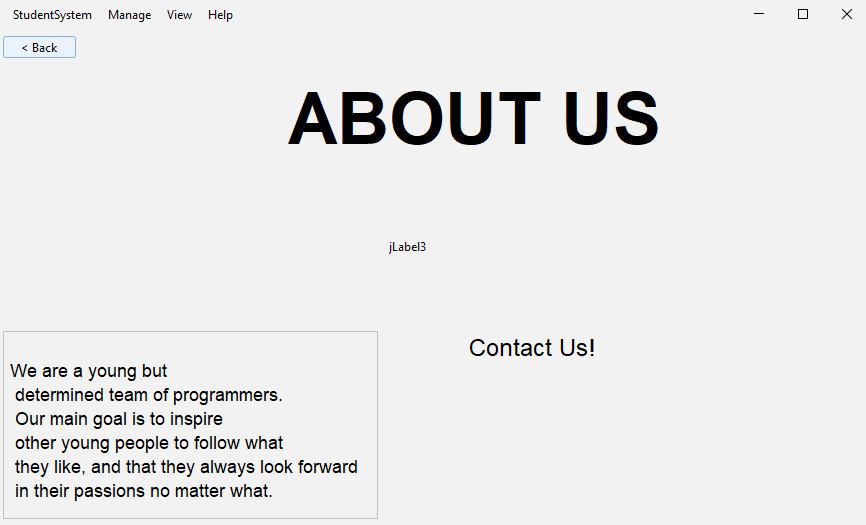 StudentSystem Manage View Help
< Back
ABOUT US
jLabel3
Contact Us!
We are a young but
determined team of programmers.
Our main goal is to inspire
other young people to follow what
they like, and that they always look forward
in their passions no matter what.